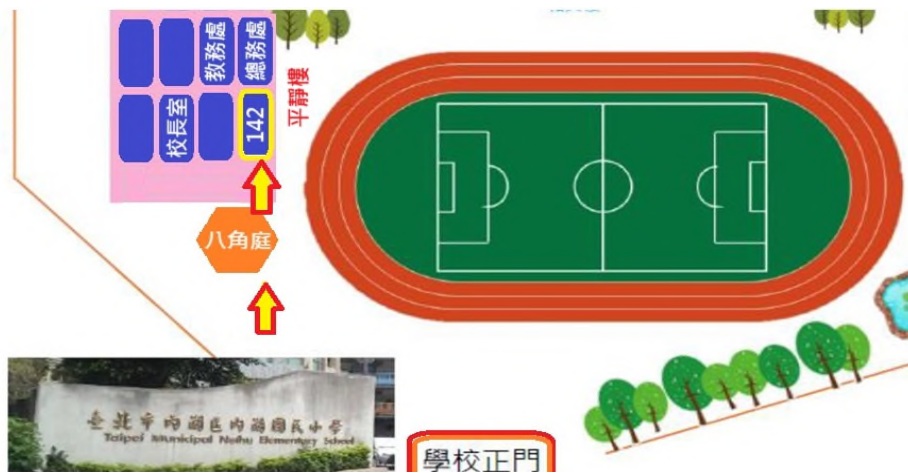 教務處
總務處
校長室
142
平靜樓
八角庭
臺北市內湖區內湖國民小學
Taipei Municipal Neihu Elementary School
學校正門